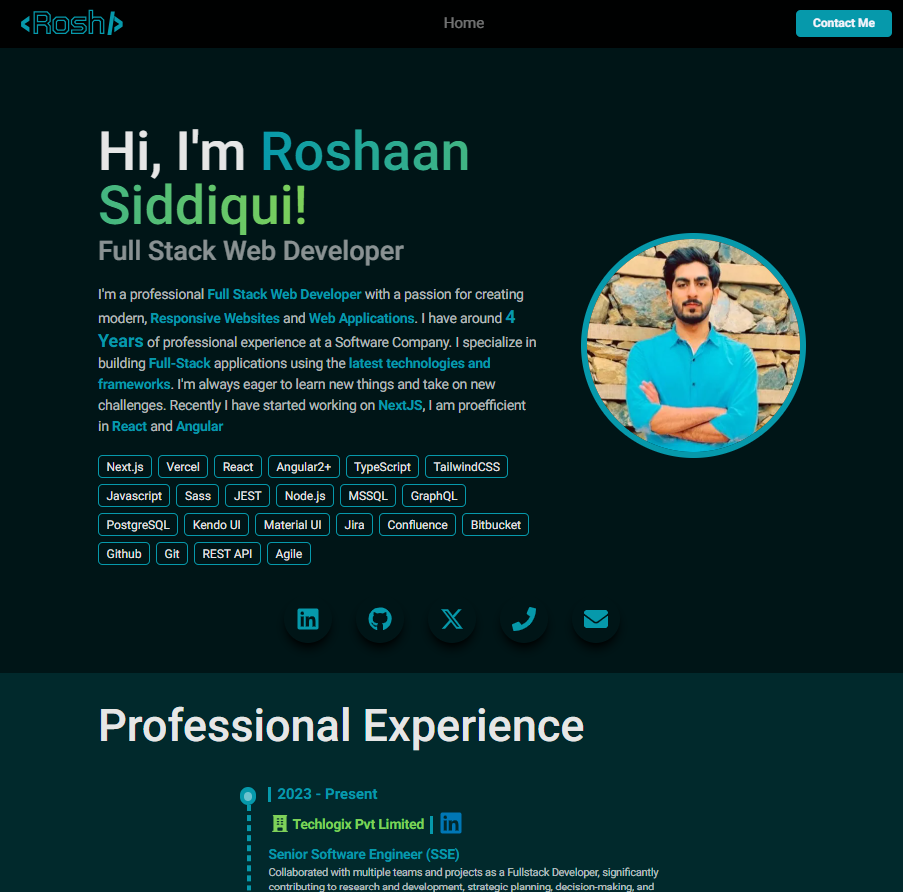 <Rosh/>
Home
Contact Me
Hi, I'm Roshaan
Siddiqui!
Full Stack Web Developer
I'm a professional Full Stack Web Developer with a passion for creating
modern, Responsive Websites and Web Applications. I have around 4
Years of professional experience at a Software Company. I specialize in
building Full-Stack applications using the latest technologies and
frameworks. I'm always eager to learn new things and take on new
challenges. Recently I have started working on NextJS, I am proefficient
in React and Angular
Next.js Vercel React Angular2+ TypeScript TailwindCSS
Javascript Sass JEST Node.js MSSQL GraphQL
PostgreSQL Kendo UI Material UI Jira Confluence Bitbucket
Github Git REST API Agile
Professional Experience
2023 - Present
Techlogix Pvt Limited
Senior Software Engineer (SSE)
Collaborated with multiple teams and projects as a Fullstack Developer, significantly
contributing to research and development, strategic planning, decision-making, and